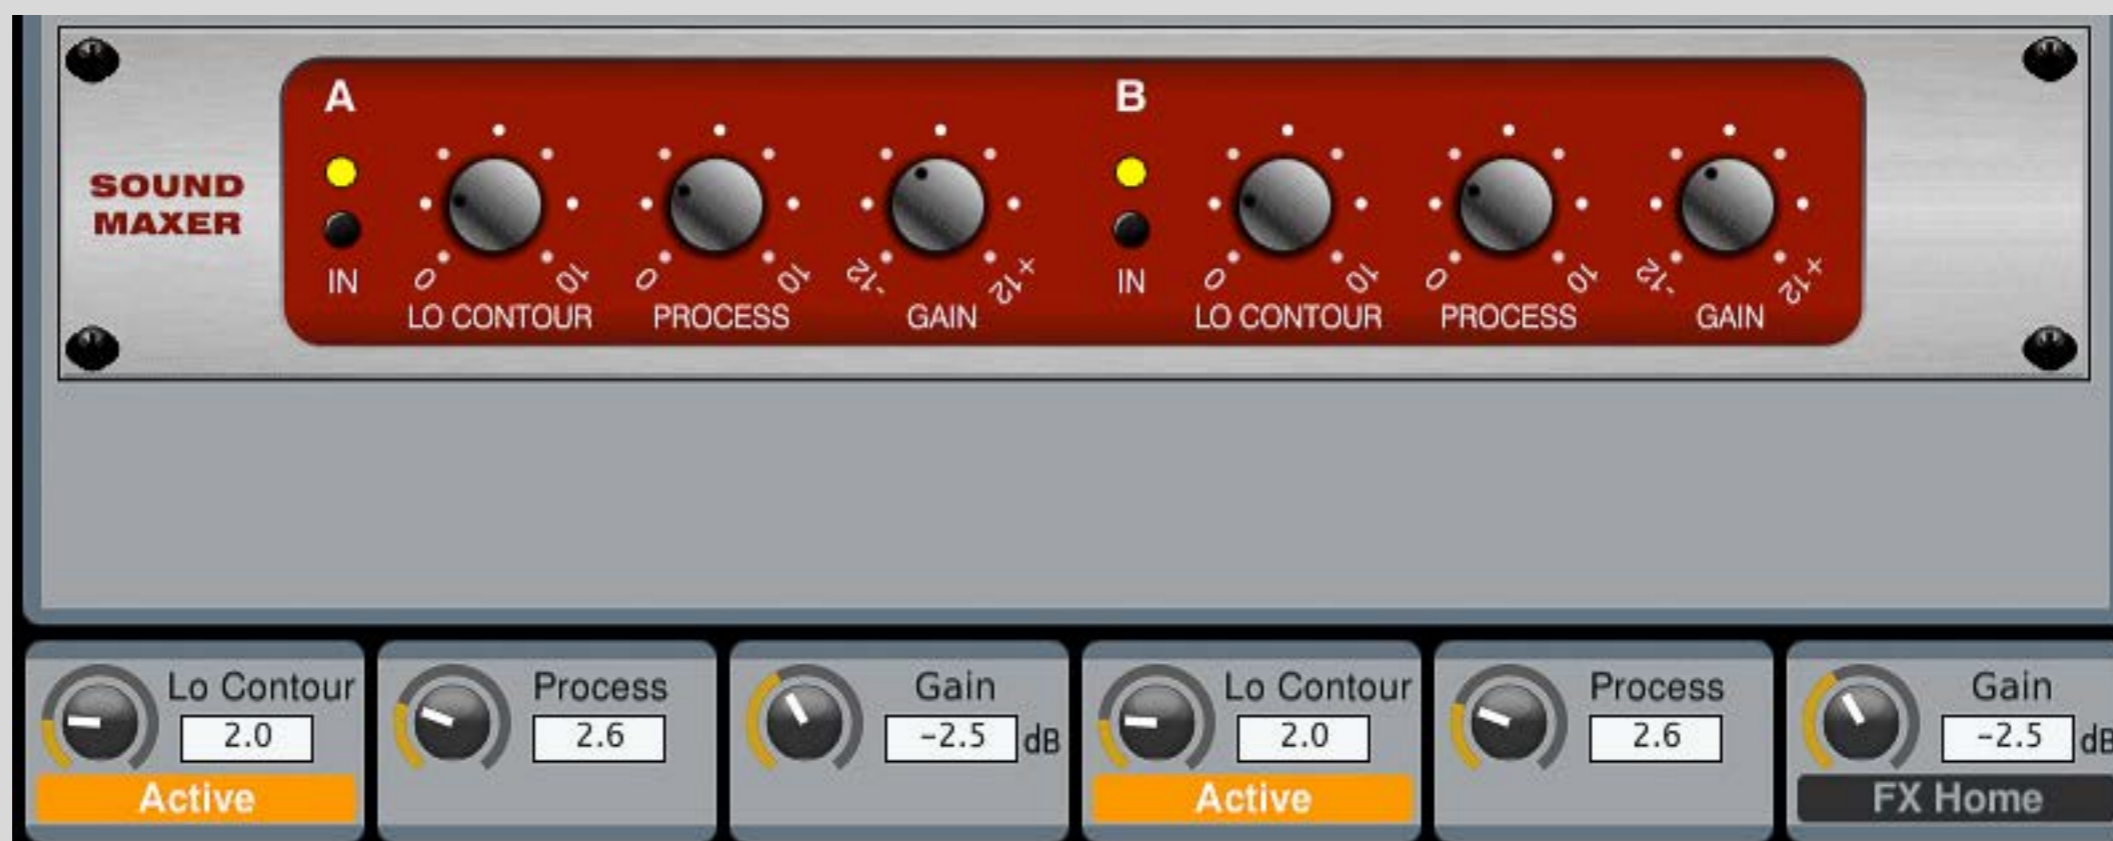 A
B
SOUND
MAXER
IN
0
10
0
10
-12
+12
IN
0
10
0
10
-12
+12
LO CONTOUR
PROCESS
GAIN
LO CONTOUR
PROCESS
GAIN
Lo Contour
2.0
Active
Process
2.6
Gain
-2.5 dB
Lo Contour
2.0
Active
Process
2.6
Gain
-2.5 dB
FX Home